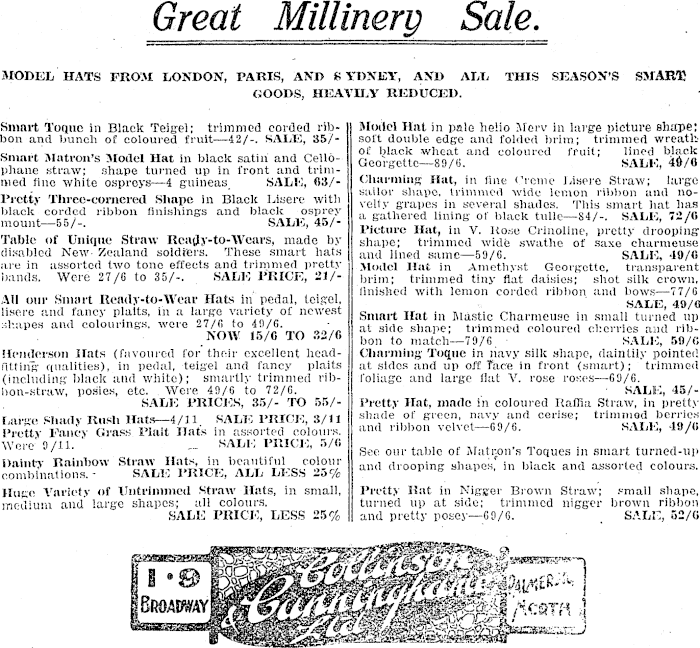 Great Millinery Sale.
MODEL HATS FROM LONDON, PARIS, AND SYDNEY, AND ALL THIS SEASON'S SMART
GOODS, HEAVILY REDUCED.
Smart Toque in Black Teigel; trimmed corded rib-
bon and bunch of coloured fruit—42/-. SALE, 35/-
Smart Matron's Model Hat in black satin and Cello-
phane straw; shape turned up in front and trim-
med fine white ospreys—4 guineas. SALE, 63/-
Pretty Three-cornered Shape in Black Lisere with
black corded ribbon finishings and black osprey
mount—55/-. SALE, 45/-
Table of Unique Straw Ready-to-Wears, made by
disabled New Zealand soldiers. These smart hats
are in assorted two tone effects and trimmed pretty
bands. Were 27/6 to 35/-. SALE PRICE, 21/-
All our Smart Ready-to-Wear Hats in pedal, teigel,
lisere and fancy plaits, in a large variety of newest
shapes and colourings, were 27/6 to 49/6.
NOW 15/6 TO 32/6
Henderson Hats (favoured for their excellent head-
fitting qualities), in pedal, teigel and fancy plaits
(including black and white); smartly trimmed rib-
bon-straw, posies, etc. Were 49/6 to 72/6.
SALE PRICES, 35/- TO 55/-
Large Shady Rush Hats—4/11 SALE PRICE, 3/11
Pretty Fancy Grass Plait Hats in assorted colours.
Were 9/11. SALE PRICE, 5/6
Dainty Rainbow Straw Hats, in beautiful colour
combinations. SALE PRICE, ALL LESS 25%
Huge Variety of Untrimmed Straw Hats, in small,
medium and large shapes; all colours.
SALE PRICE, LESS 25%
Model Hat in pale helio Merv in large picture shape;
soft double edge and folded brim; trimmed wreath
of black wheat and coloured fruit; lined black
Georgette—89/6. SALE, 49/6
Charming Hat, in fine Creme Lisere Straw; large
sailor shape, trimmed wide lemon ribbon and no-
velty grapes in several shades. This smart hat has
a gathered lining of black tulle—84/-. SALE, 72/6
Picture Hat, in V. Rose Crinoline, pretty drooping
shape; trimmed wide swathe of saxe charmeuse
and lined same—59/6. SALE, 49/6
Model Hat in Amethyst Georgette, transparent
brim; trimmed tiny flat daisies; shot silk crown,
finished with lemon corded ribbon and bows—77/6
SALE, 49/6
Smart Hat in Mastic Charmeuse in small turned up
at side shape; trimmed coloured cherries and rib-
bon to match—79/6 SALE, 59/6
Charming Toque in navy silk shape, daintily pointed
at sides and up off face in front (smart); trimmed
foliage and large flat V. rose roses—69/6.
SALE, 45/-
Pretty Hat, made in coloured Raffia Straw, in pretty
shade of green, navy and cerise; trimmed berries
and ribbon velvet—69/6. SALE, 49/6
See our table of Matron's Toques in smart turned-up
and drooping shapes, in black and assorted colours.
Pretty Hat in Nigger Brown Straw; small shape,
turned up at side; trimmed nigger brown ribbon
and pretty posey—69/6. SALE, 52/6
1·9
BROADWAY
Collinson
& Cunninghame
Ltd
PALMERSTN
NORTH